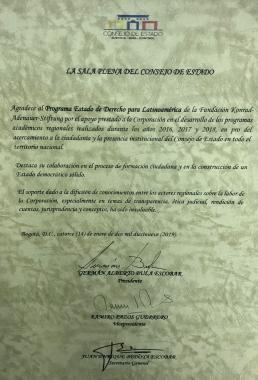 CONSEJO DE ESTADO
LA SALA PLENA DEL CONSEJO DE ESTADO
Agradece al Programa Estado de Derecho para Latinoamérica de la Fundación Konrad-
Adenauer-Stiftung por el apoyo prestado a la Corporación en el desarrollo de los programas
académicos regionales realizados durante los años 2016, 2017 y 2018, en pro
del acercamiento a la ciudadanía y la presencia institucional del Consejo de Estado en todo el
territorio nacional.
Destaca su colaboración en el proceso de formación ciudadana y en la construcción de un
Estado democrático sólido.
El soporte dado a la difusión de conocimientos entre los actores regionales sobre la labor de
la Corporación, especialmente en temas de transparencia, ética judicial, rendición de
cuentas, jurisprudencia y conceptos, ha sido invaluable.
Bogotá, D.C., catorce (14) de enero de dos mil diecinueve (2019)
GERMÁN ALBERTO BULA ESCOBAR
Presidente
RAMIRO PAZOS GUERRERO
Vicepresidente
JUAN ENRIQUE BEDOYA ESCOBAR
Secretario General